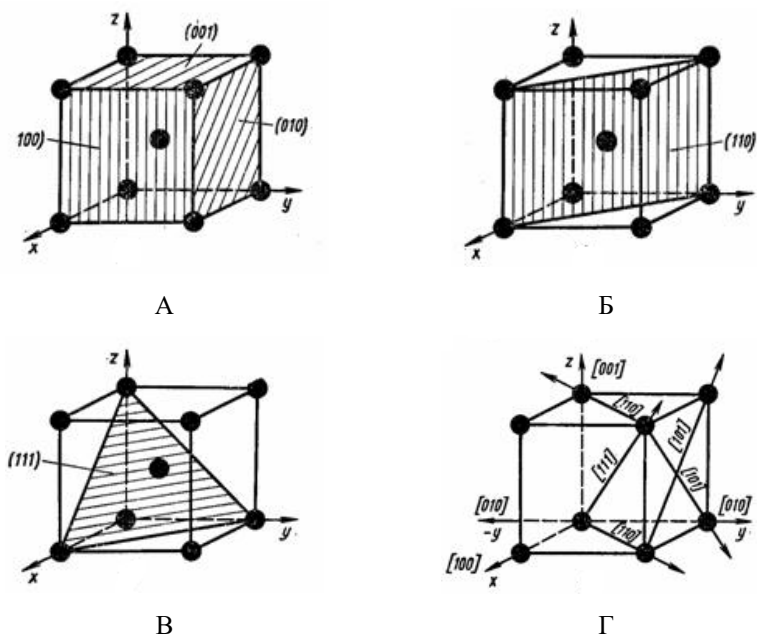 z
(001)
100)
(010)
y
x
А
z
(110)
y
x
Б
z
(111)
y
x
В
z
[001]
[110]
[101]
[111]
[101]
[010]
-y
[010]
y
[110]
[100]
x
Г